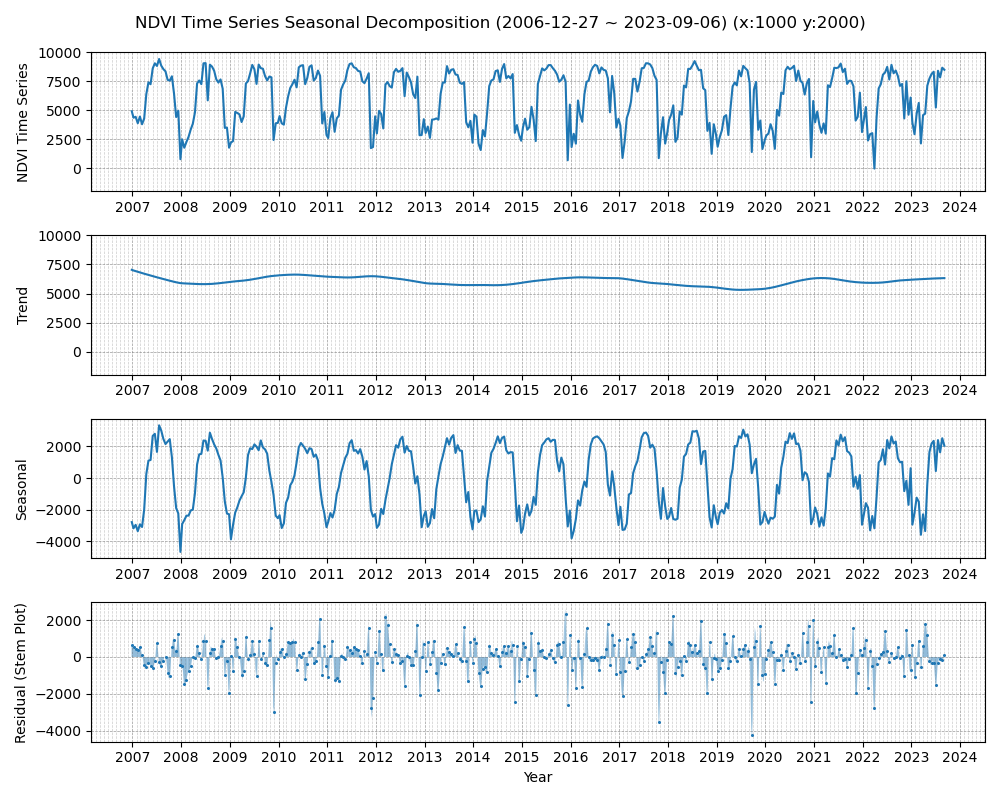 NDVI Time Series Seasonal Decomposition (2006-12-27 ~ 2023-09-06) (x:1000 y:2000)
NDVI Time Series
10000
7500
5000
2500
0
2007 2008 2009 2010 2011 2012 2013 2014 2015 2016 2017 2018 2019 2020 2021 2022 2023 2024
Trend
10000
7500
5000
2500
0
2007 2008 2009 2010 2011 2012 2013 2014 2015 2016 2017 2018 2019 2020 2021 2022 2023 2024
Seasonal
2000
0
−2000
−4000
2007 2008 2009 2010 2011 2012 2013 2014 2015 2016 2017 2018 2019 2020 2021 2022 2023 2024
Residual (Stem Plot)
2000
0
−2000
−4000
2007 2008 2009 2010 2011 2012 2013 2014 2015 2016 2017 2018 2019 2020 2021 2022 2023 2024
Year